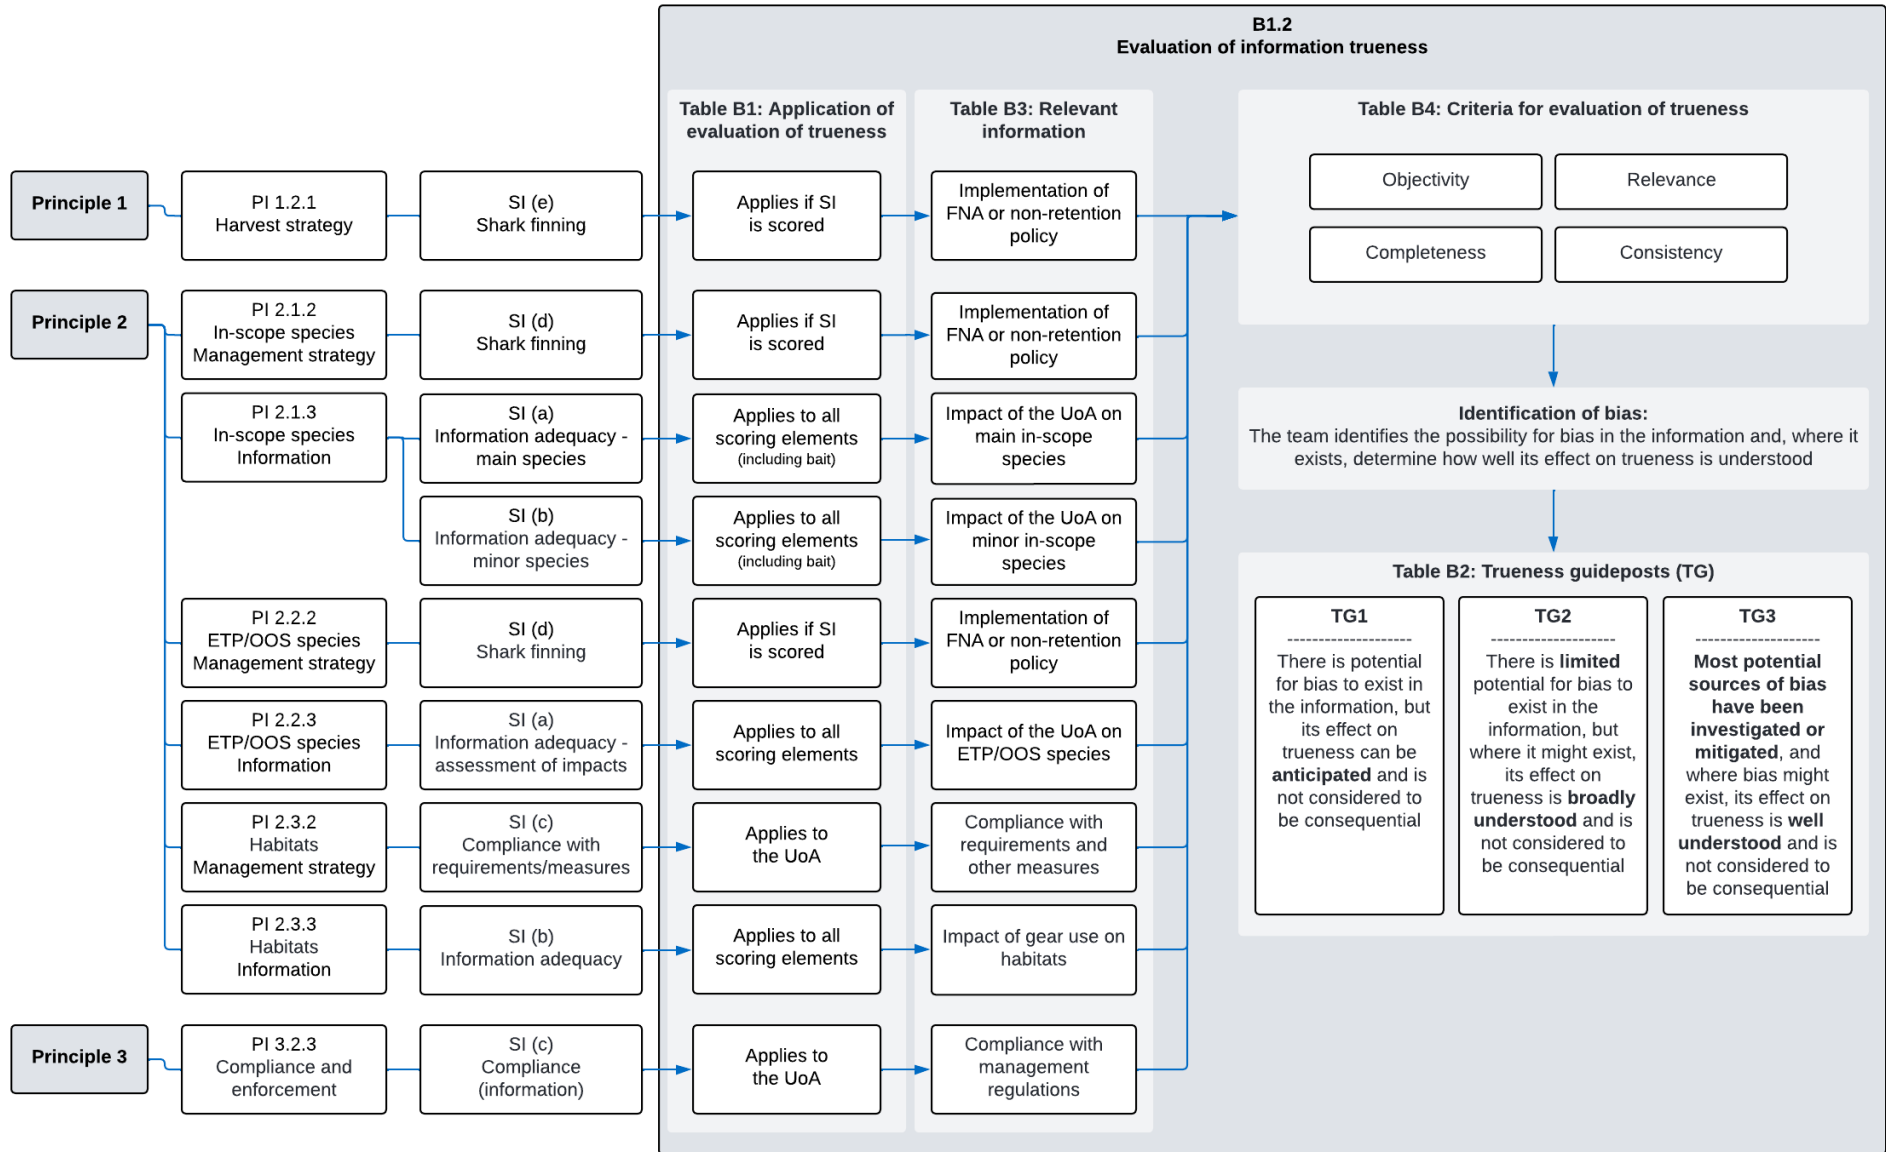 B1.2
Evaluation of information trueness
Table B1: Application of
evaluation of trueness
Table B3: Relevant
information
Table B4: Criteria for evaluation of trueness
Objectivity
Relevance
Completeness
Consistency
Principle 1
PI 1.2.1
Harvest strategy
SI (e)
Shark finning
Applies if SI
is scored
Implementation of
FNA or non-retention
policy
Principle 2
PI 2.1.2
In-scope species
Management strategy
SI (d)
Shark finning
Applies if SI
is scored
Implementation of
FNA or non-retention
policy
PI 2.1.3
In-scope species
Information
SI (a)
Information adequacy -
main species
Applies to all
scoring elements
(including bait)
Impact of the UoA on
main in-scope
species
SI (b)
Information adequacy -
minor species
Applies to all
scoring elements
(including bait)
Impact of the UoA on
minor in-scope
species
PI 2.2.2
ETP/OOS species
Management strategy
SI (d)
Shark finning
Applies if SI
is scored
Implementation of
FNA or non-retention
policy
PI 2.2.3
ETP/OOS species
Information
SI (a)
Information adequacy -
assessment of impacts
Applies to all
scoring elements
Impact of the UoA on
ETP/OOS species
PI 2.3.2
Habitats
Management strategy
SI (c)
Compliance with
requirements/measures
Applies to
the UoA
Compliance with
requirements and
other measures
PI 2.3.3
Habitats
Information
SI (b)
Information adequacy
Applies to all
scoring elements
Impact of gear use on
habitats
Principle 3
PI 3.2.3
Compliance and
enforcement
SI (c)
Compliance
(information)
Applies to
the UoA
Compliance with
management
regulations
Identification of bias:
The team identifies the possibility for bias in the information and, where it
exists, determine how well its effect on trueness is understood
Table B2: Trueness guideposts (TG)
TG1
--------------------
There is potential
for bias to exist in
the information, but
its effect on
trueness can be
anticipated and is
not considered to
be consequential
TG2
--------------------
There is limited
potential for bias to
exist in the
information, but
where it might exist,
its effect on
trueness is broadly
understood and is
not considered to
be consequential
TG3
--------------------
Most potential
sources of bias
have been
investigated or
mitigated, and
where bias might
exist, its effect on
trueness is well
understood and is
not considered to
be consequential